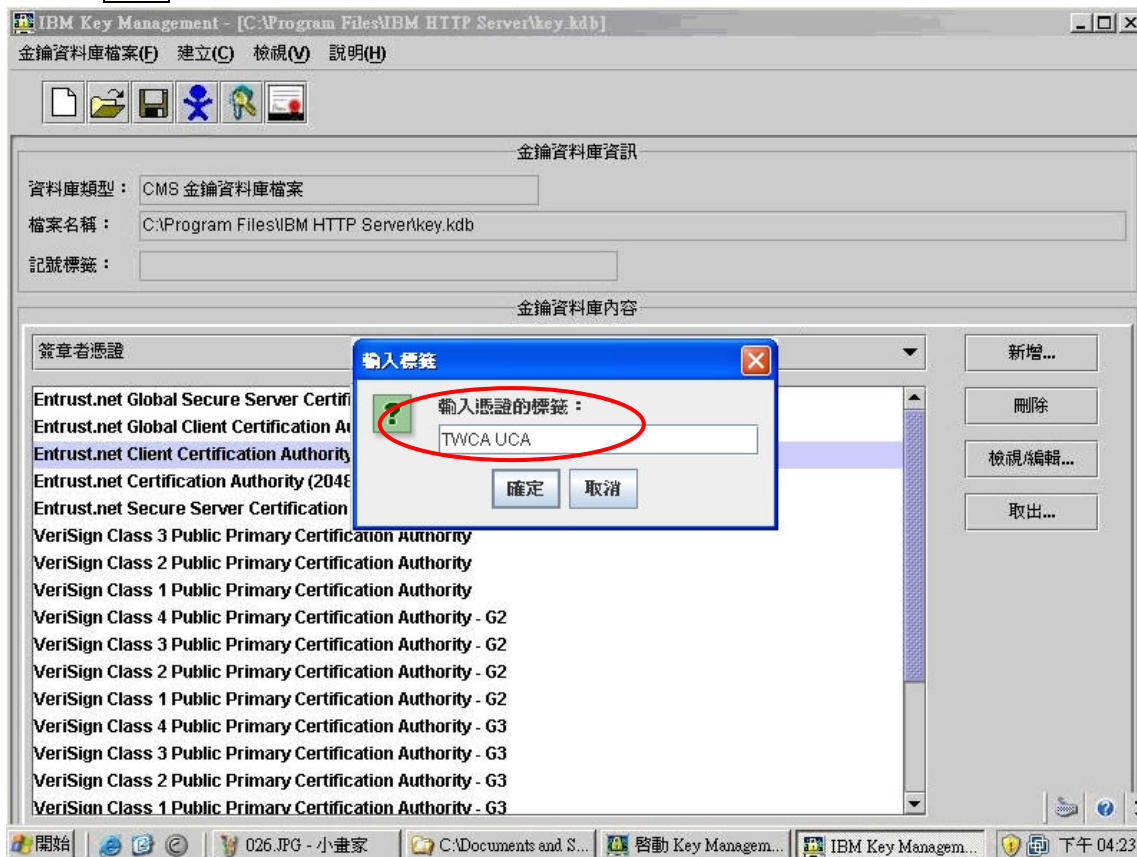 IBM Key Management - [C:\Program Files\IBM HTTP Server\key.kdb]
金鑰資料庫檔案(F) 建立(C) 檢視(V) 說明(H)
金鑰資料庫資訊
資料庫類型： CMS 金鑰資料庫檔案
檔案名稱： C:\Program Files\IBM HTTP Server\key.kdb
記號標籤：
金鑰資料庫內容
簽章者憑證
新增...
刪除
檢視/編輯...
取出...
輸入標籤
輸入憑證的標籤：
TWCA UCA
確定 取消
Entrust.net Global Secure Server Certifi
Entrust.net Global Client Certification Au
Entrust.net Client Certification Authority
Entrust.net Certification Authority (2048
Entrust.net Secure Server Certification
VeriSign Class 3 Public Primary Certification Authority
VeriSign Class 2 Public Primary Certification Authority
VeriSign Class 1 Public Primary Certification Authority
VeriSign Class 4 Public Primary Certification Authority - G2
VeriSign Class 3 Public Primary Certification Authority - G2
VeriSign Class 2 Public Primary Certification Authority - G2
VeriSign Class 1 Public Primary Certification Authority - G2
VeriSign Class 4 Public Primary Certification Authority - G3
VeriSign Class 3 Public Primary Certification Authority - G3
VeriSign Class 2 Public Primary Certification Authority - G3
VeriSign Class 1 Public Primary Certification Authority - G3
開始 026.JPG - 小畫家 C:\Documents and S... 啓動 Key Managem... IBM Key Managem... 下午 04:23